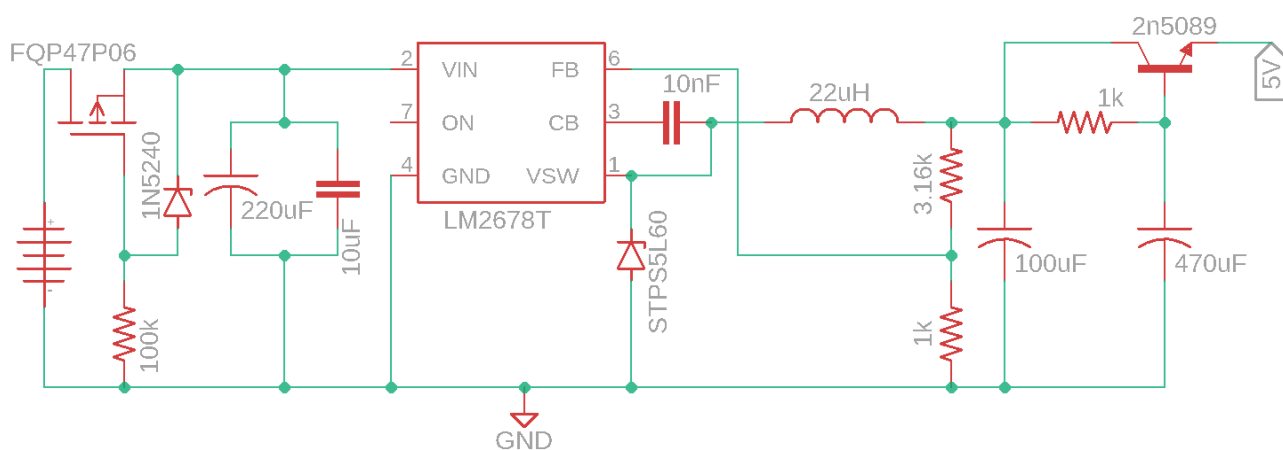 2n5089
FQP47P06
5V
2
VIN
FB
6
10nF
22uH
1k
7
ON
CB
3
1N5240
3.16k
4
GND
VSW
1
220uF
10uF
LM2678T
STPS5L60
100uF
470uF
+
-
100k
1k
GND